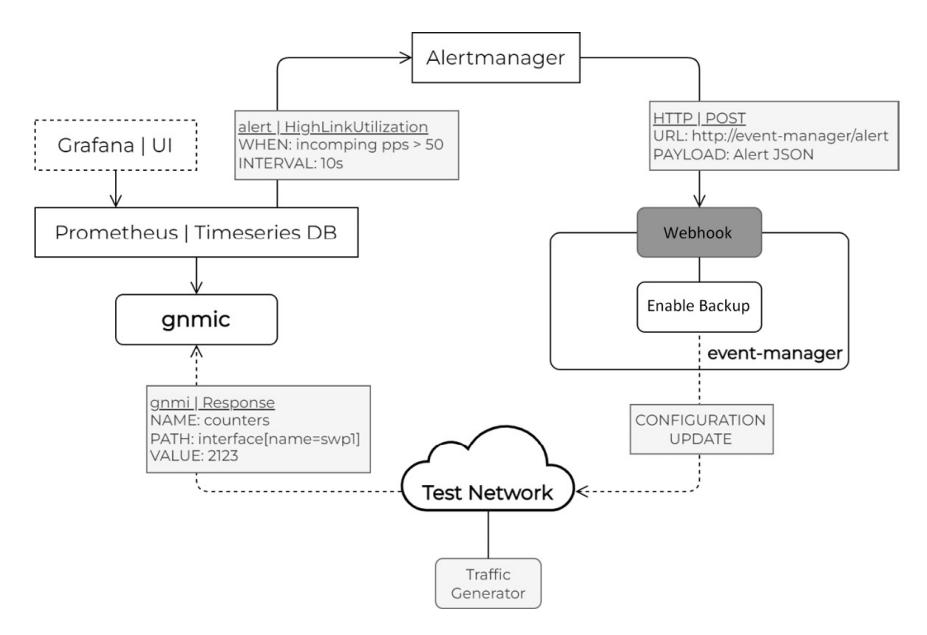 Alertmanager
alert | HighLinkUtilization
WHEN: incomping pps > 50
INTERVAL: 10s
HTTP | POST
URL: http://event-manager/alert
PAYLOAD: Alert JSON
Grafana | UI
Prometheus | Timeseries DB
Webhook
gnmic
Enable Backup
event-manager
gnmi | Response
NAME: counters
PATH: interface[name=swp1]
VALUE: 2123
CONFIGURATION
UPDATE
Test Network
Traffic
Generator